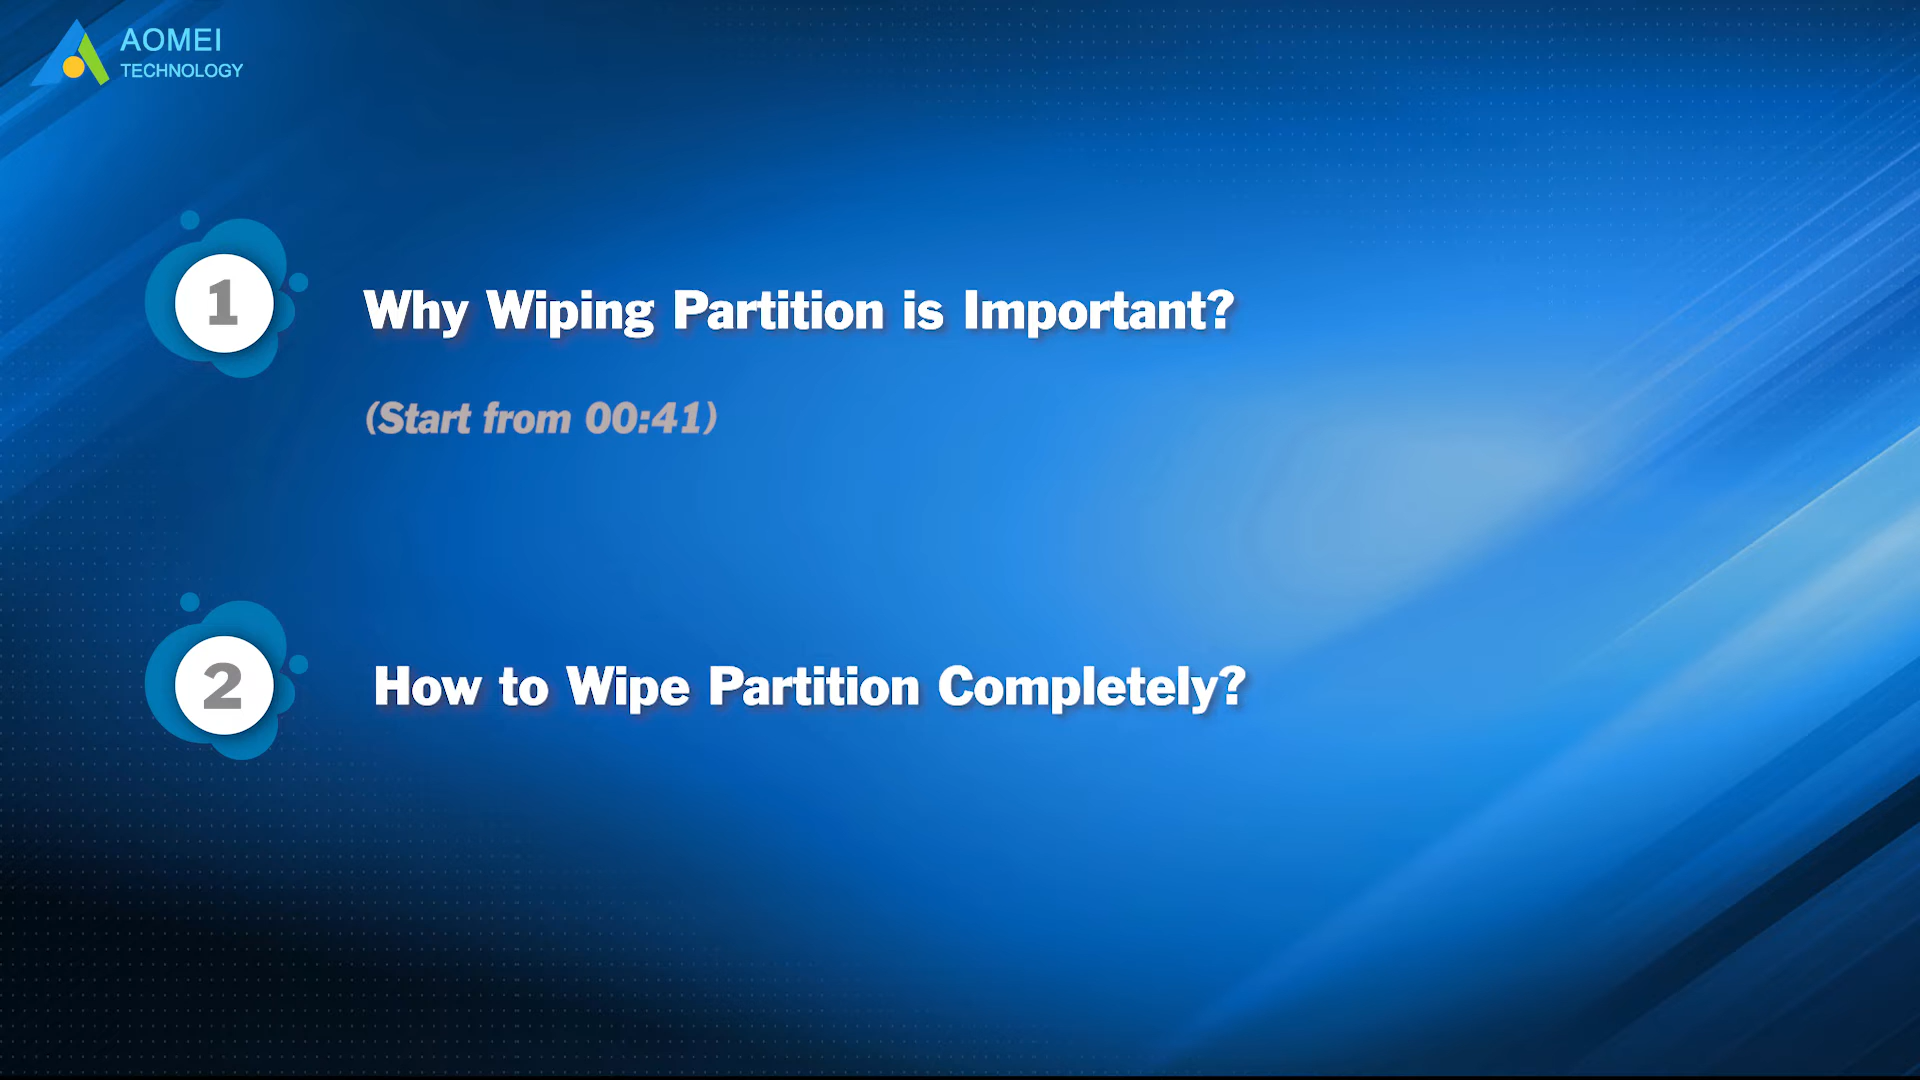 AOMEI
TECHNOLOGY
1
Why Wiping Partition is Important?
(Start from 00:41)
2
How to Wipe Partition Completely?